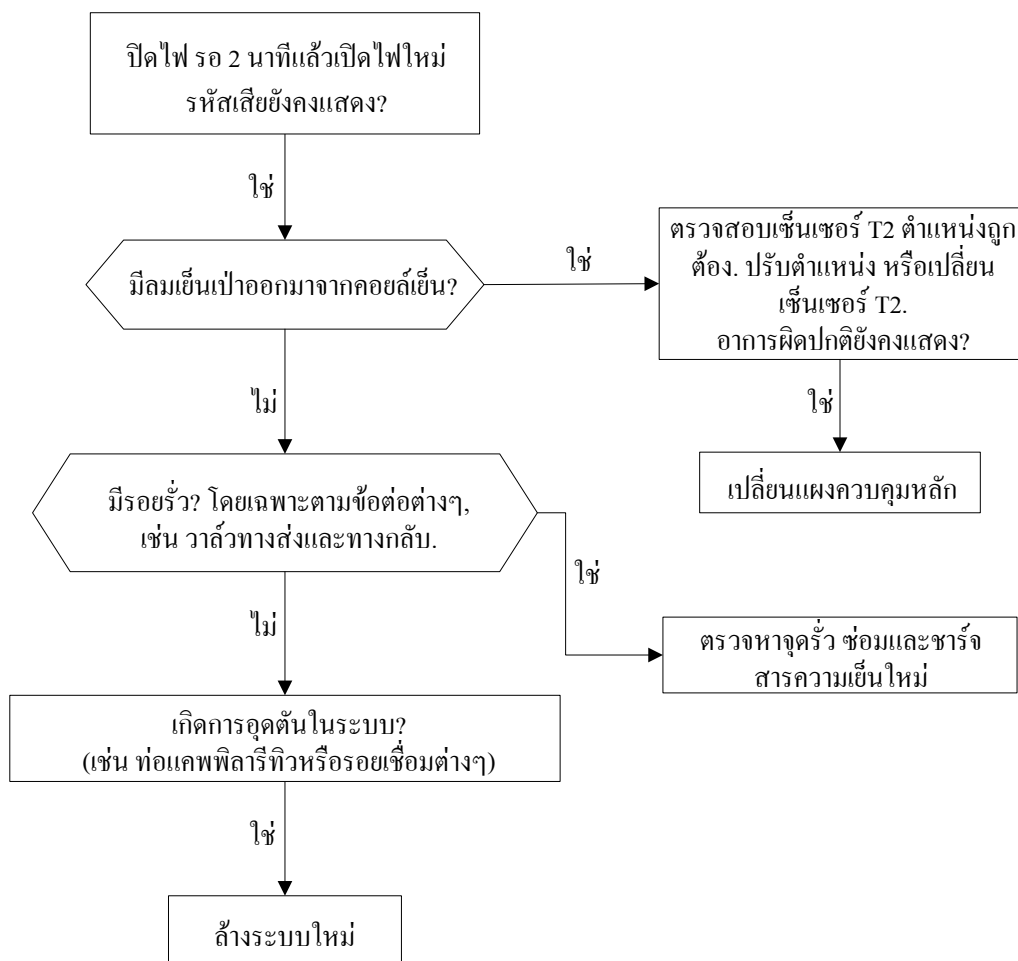 ปิดไฟ รอ 2 นาทีแล้วเปิดไฟใหม่
รหัสเสียยังคงแสดง?
ใช่
มีลมเย็นเป่าออกมาจากคอยล์เย็น?
ใช่
ตรวจสอบเซ็นเซอร์ T2 ตำแหน่งถูก
ต้อง. ปรับตำแหน่ง หรือเปลี่ยน
เซ็นเซอร์ T2.
อาการผิดปกติยังคงแสดง?
ใช่
เปลี่ยนแผงควบคุมหลัก
ไม่
มีรอยรั่ว? โดยเฉพาะตามข้อต่อต่างๆ,
เช่น วาล์วทางส่งและทางกลับ.
ใช่
ตรวจหาจุดรั่ว ซ่อมและชาร์จ
สารความเย็นใหม่
ไม่
เกิดการอุดตันในระบบ?
(เช่น ท่อแคพพิลารีทิวหรือรอยเชื่อมต่างๆ)
ใช่
ล้างระบบใหม่